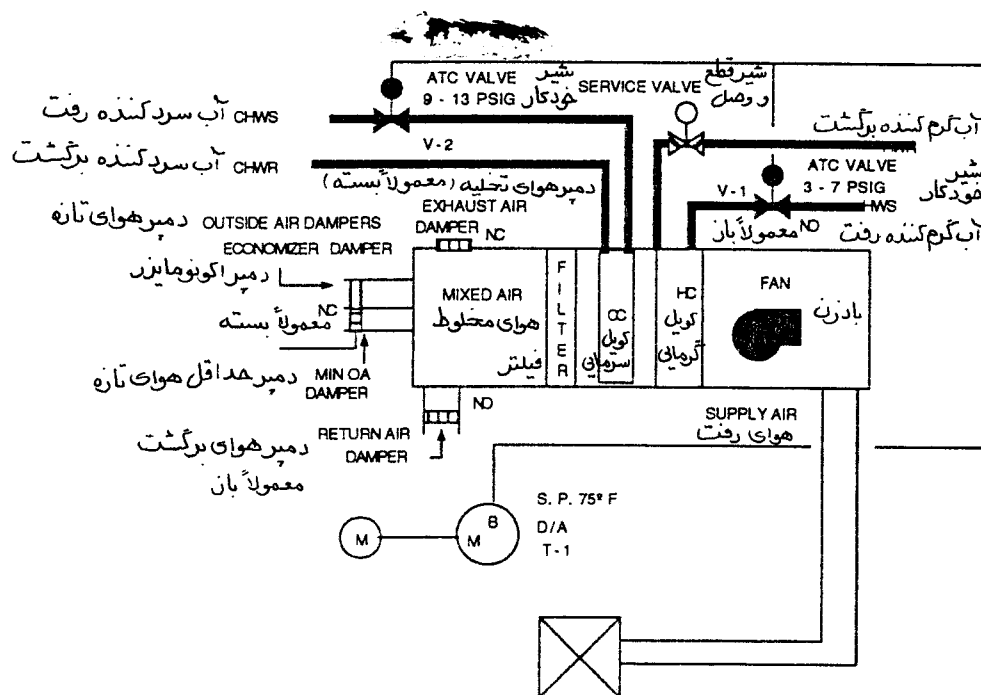 ATC VALVE شیر
9 - 13 PSIG خودکار
SERVICE VALVE شیر قطع
و وصل
آب سرد کننده رفت CHWS
آب سرد کننده برگشت CHWR
V-2
آب گرم کننده برگشت
ATC VALVE شیر
3 - 7 PSIG خودکار
V-1
HWS
آب گرم کننده رفت
NO معمولاً باز
دمپر هوای تخلیه (معمولاً بسته)
EXHAUST AIR
DAMPER NC
دمپر هوای تازه OUTSIDE AIR DAMPERS
ECONOMIZER DAMPER
دمپر اکونومایزر
NC
معمولاً بسته
دمپر حداقل هوای تازه MIN OA
DAMPER
MIXED AIR
هوای مخلوط
فیلتر
FILTER
CC
کویل
سرمایی
HC
کویل
گرمایی
FAN
بادزن
NO
دمپر هوای برگشت RETURN AIR
DAMPER
معمولاً باز
SUPPLY AIR
هوای رفت
S. P. 75º F
D/A
T-1
M
B
M